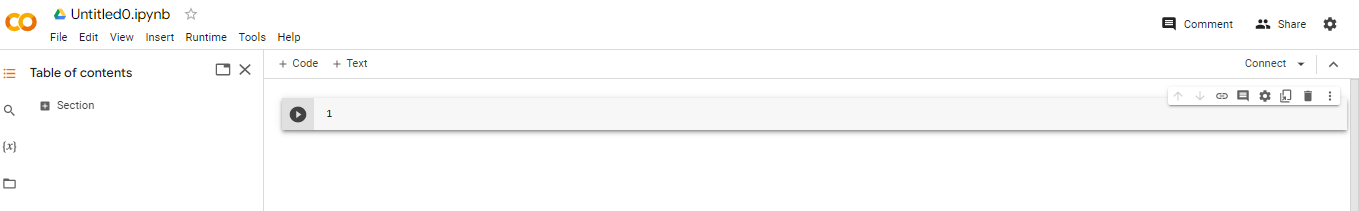 Untitled0.ipynb
File Edit View Insert Runtime Tools Help
Comment Share
Table of contents
Section
+ Code + Text
Connect
1
{x}